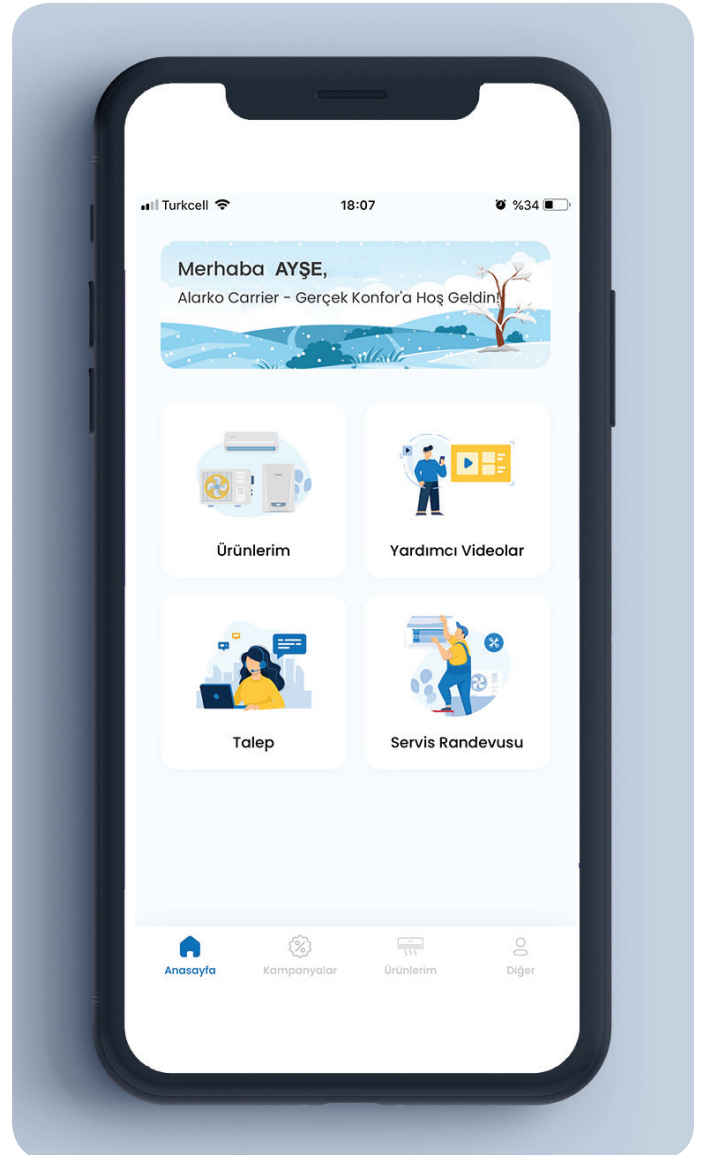 Turkcell 18:07 %34
Merhaba AYŞE,
Alarko Carrier - Gerçek Konfor'a Hoş Geldin!
Ürünlerim Yardımcı Videolar
Talep Servis Randevusu
Anasayfa Kampanyalar Ürünlerim Diğer